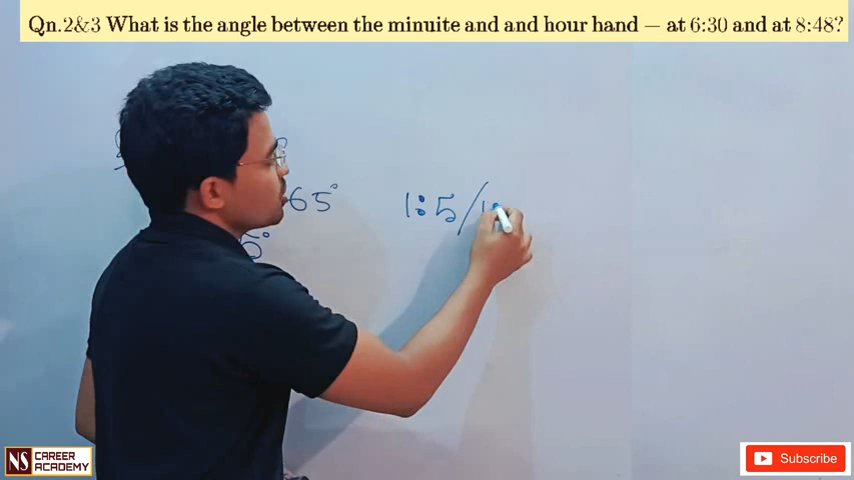 Qn.2&3 What is the angle between the minuite and and hour hand – at 6:30 and at 8:48?
65°
1:5/1
5°
NS CAREER
ACADEMY
Subscribe